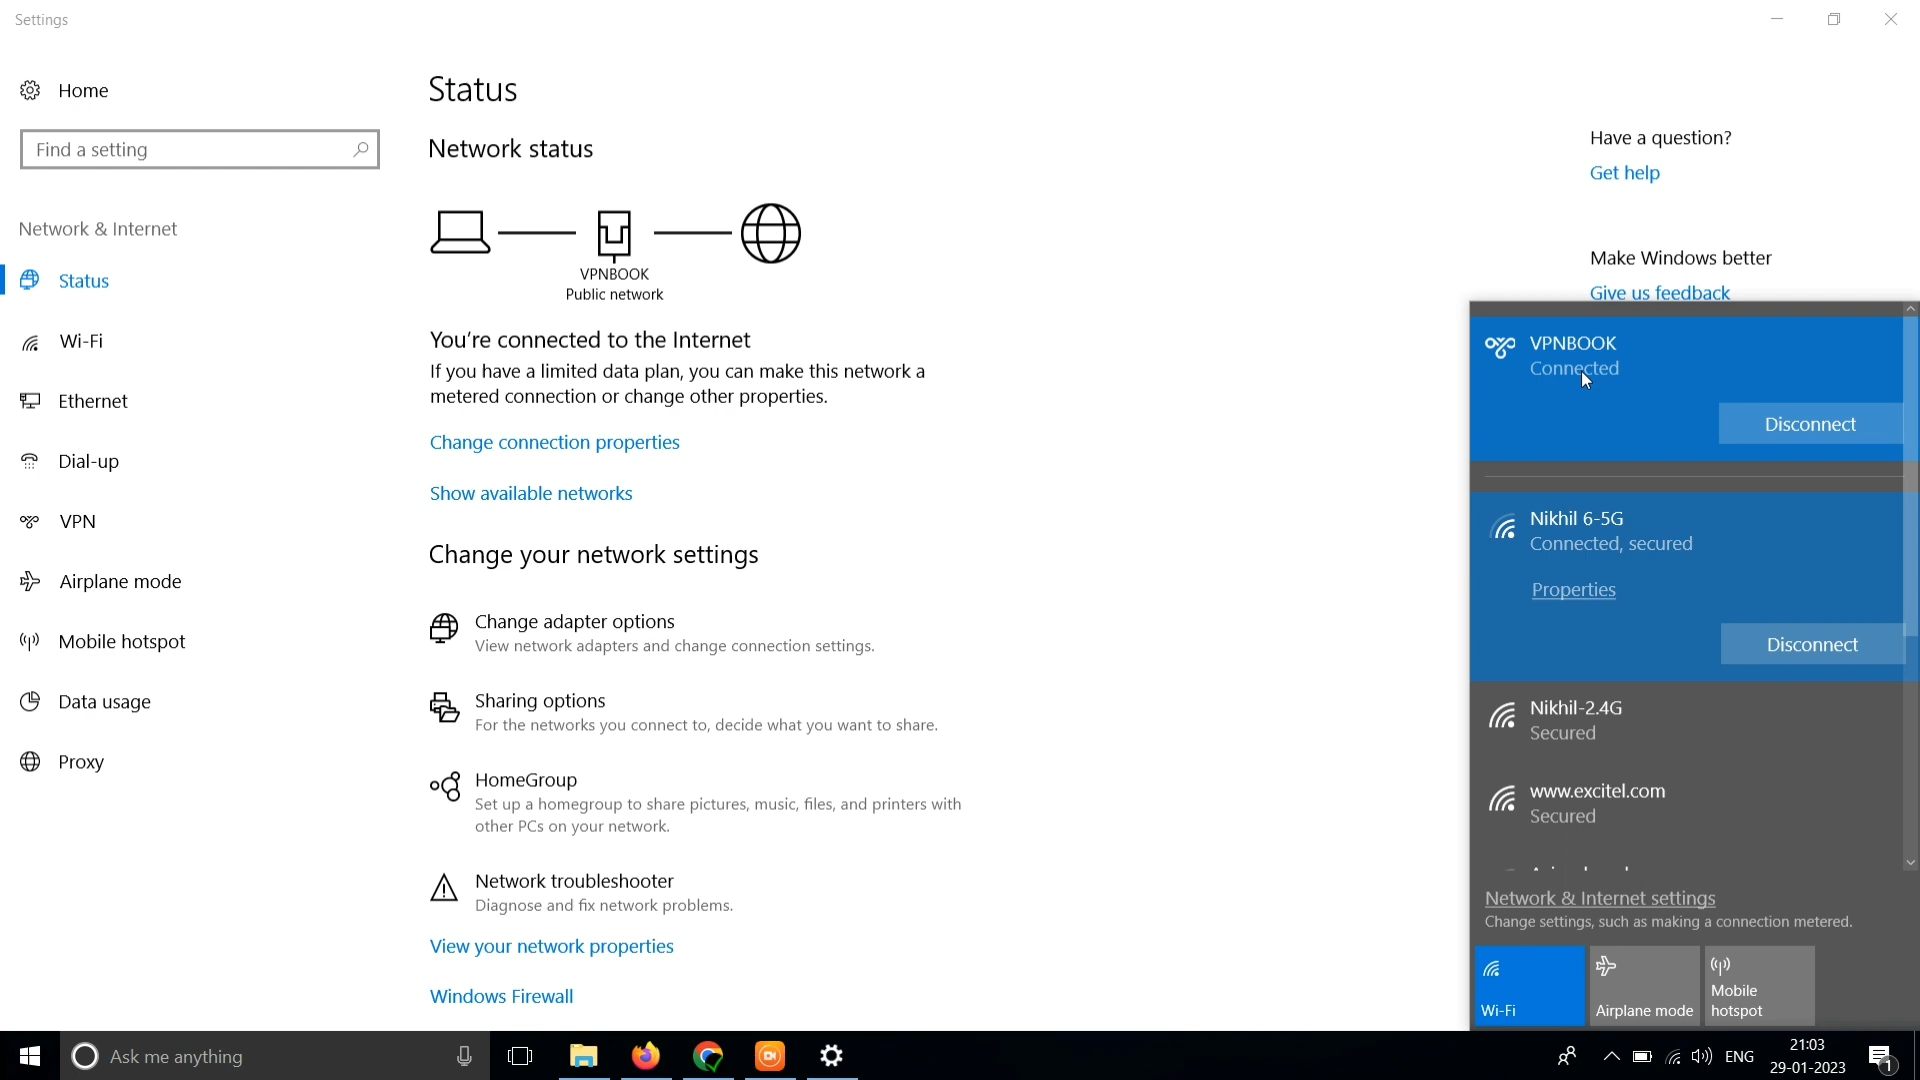 Settings
Home
Find a setting
Network & Internet
Status
Wi-Fi
Ethernet
Dial-up
VPN
Airplane mode
Mobile hotspot
Data usage
Proxy
Status
Network status
VPNBOOK
Public network
You're connected to the Internet
If you have a limited data plan, you can make this network a
metered connection or change other properties.
Change connection properties
Show available networks
Change your network settings
Change adapter options
View network adapters and change connection settings.
Sharing options
For the networks you connect to, decide what you want to share.
HomeGroup
Set up a homegroup to share pictures, music, files, and printers with
other PCs on your network.
Network troubleshooter
Diagnose and fix network problems.
View your network properties
Windows Firewall
Have a question?
Get help
Make Windows better
Give us feedback
VPNBOOK
Connected
Disconnect
Nikhil 6-5G
Connected, secured
Properties
Disconnect
Nikhil-2.4G
Secured
www.excitel.com
Secured
Network & Internet settings
Change settings, such as making a connection metered.
Wi-Fi
Airplane mode
Mobile
hotspot
Ask me anything
ENG
21:03
29-01-2023
1